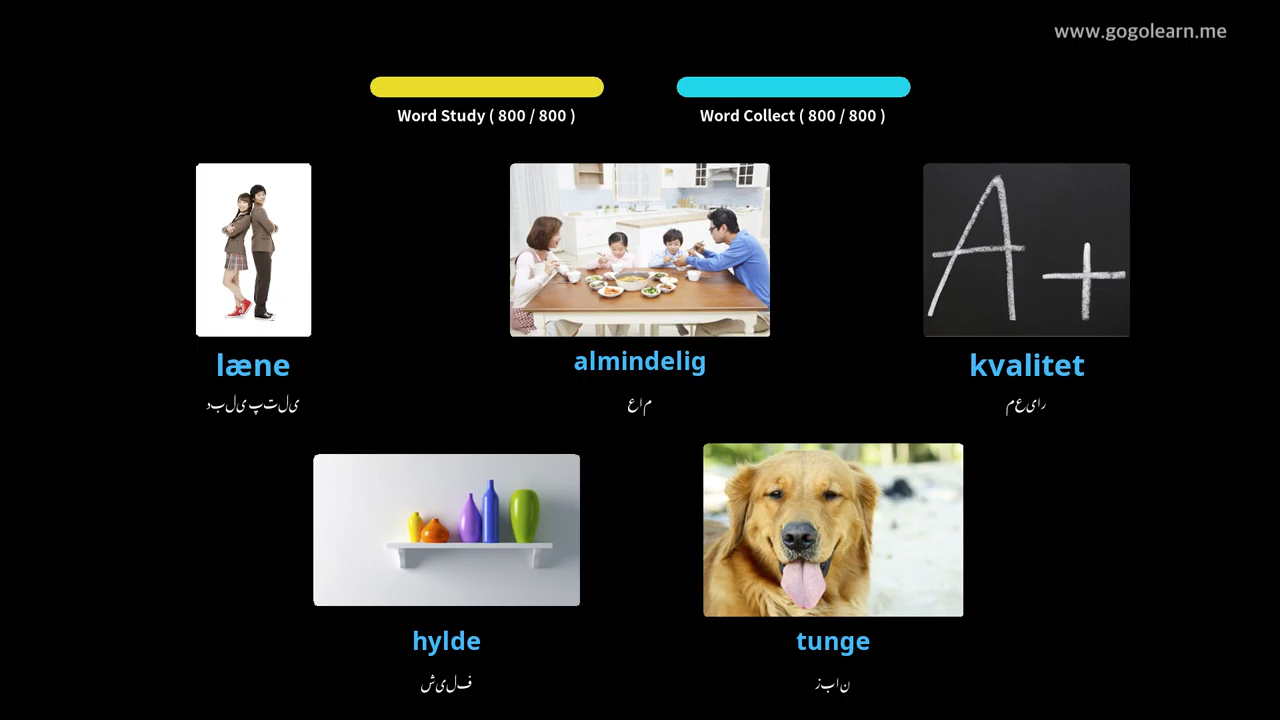 www.gogolearn.me
Word Study ( 800 / 800 )
Word Collect ( 800 / 800 )
læne
دبلی پتلی
almindelig
عام
kvalitet
معیار
hylde
شیلف
tunge
زبان